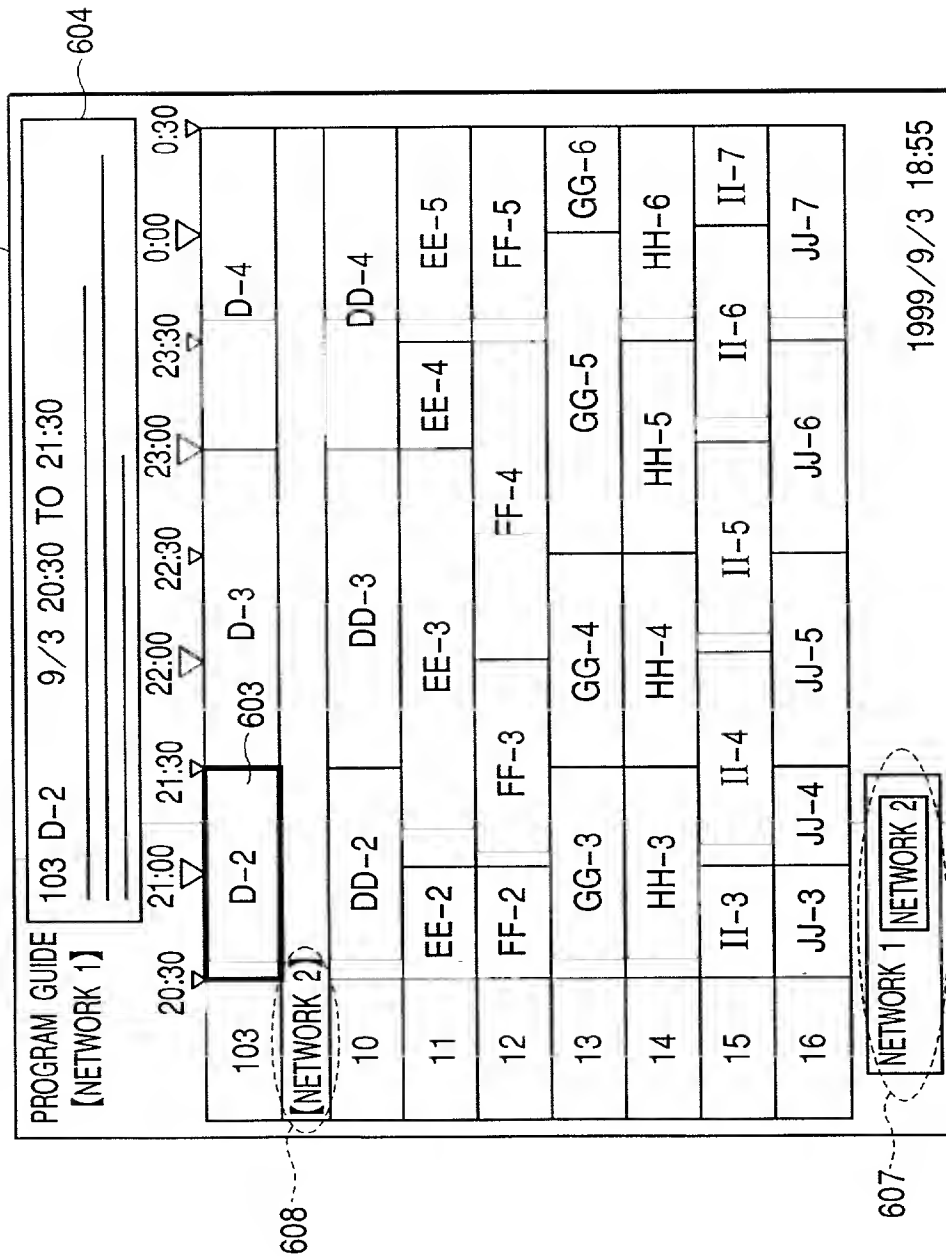 604
PROGRAM GUIDE
【NETWORK 1】
103 D-2 9/3 20:30 TO 21:30
20:30 21:00 21:30 22:00 22:30 23:00 23:30 0:00 0:30
103 D-2 D-3 D-4
603
【NETWORK 2】
608
10 DD-2 DD-3 DD-4
11 EE-2 EE-3 EE-4 EE-5
12 FF-2 FF-3 FF-4 FF-5
13 GG-3 GG-4 GG-5 GG-6
14 HH-3 HH-4 HH-5 HH-6
15 II-3 II-4 II-5 II-6 II-7
16 JJ-3 JJ-4 JJ-5 JJ-6 JJ-7
NETWORK 1 NETWORK 2
607
1999/9/3 18:55